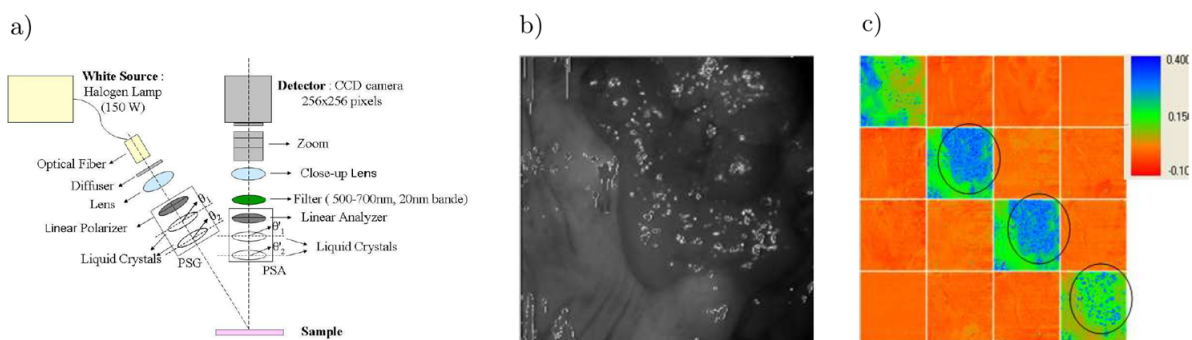 a)
White Source :
Halogen Lamp
(150 W)
Detector : CCD camera
256x256 pixels
Zoom
Optical Fiber
Close-up Lens
Diffuser
Filter ( 500-700nm, 20nm bande)
Lens
θ1
θ2
Linear Polarizer
Linear Analyzer
θ'1
θ'2
Liquid Crystals
Liquid Crystals
PSG
PSA
Sample
b)
c)
0.400
0.150
-0.10